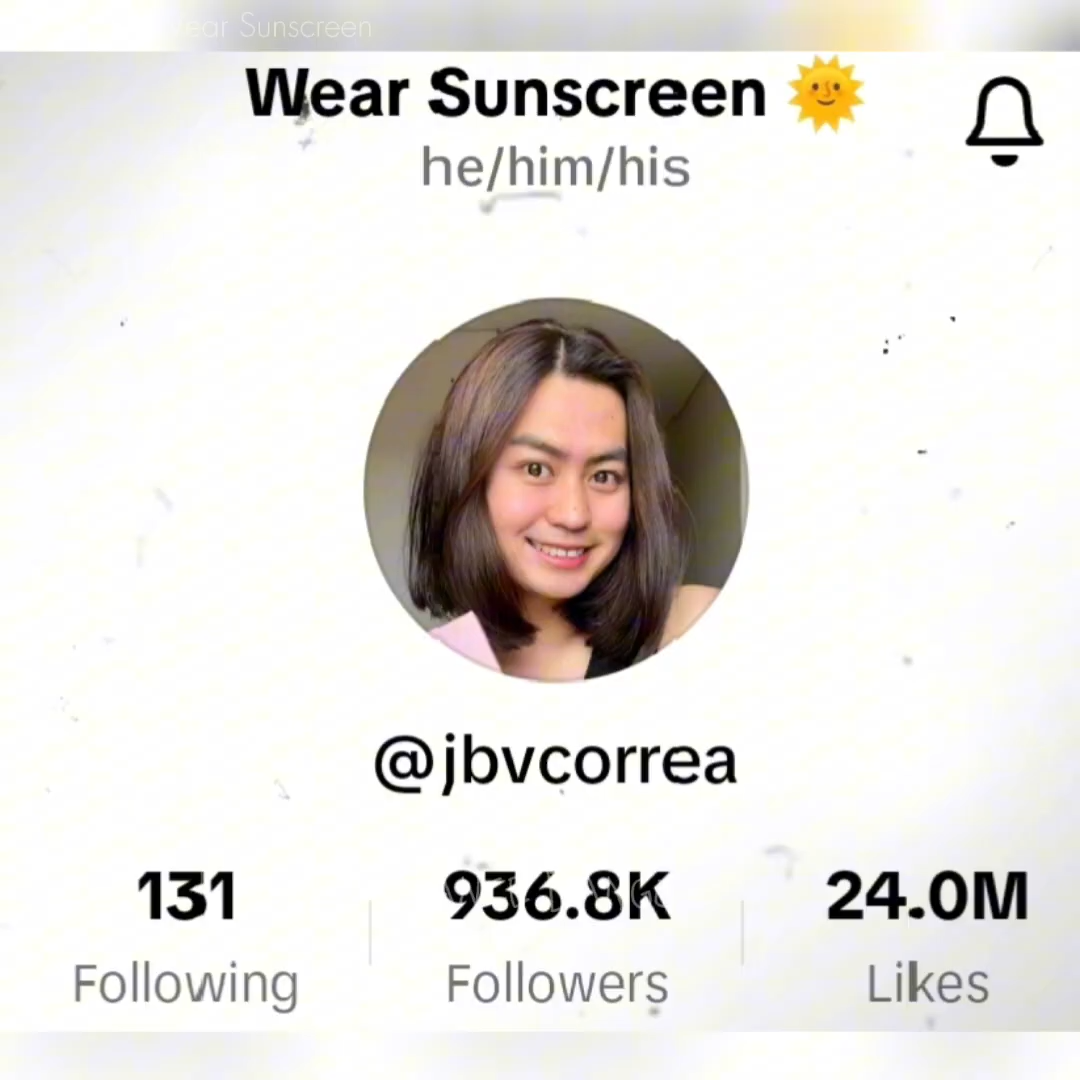 Wear Sunscreen
Wear Sunscreen 🌞
he/him/his
@jbvcorrea
131 936.8K 24.0M
Following Followers Likes